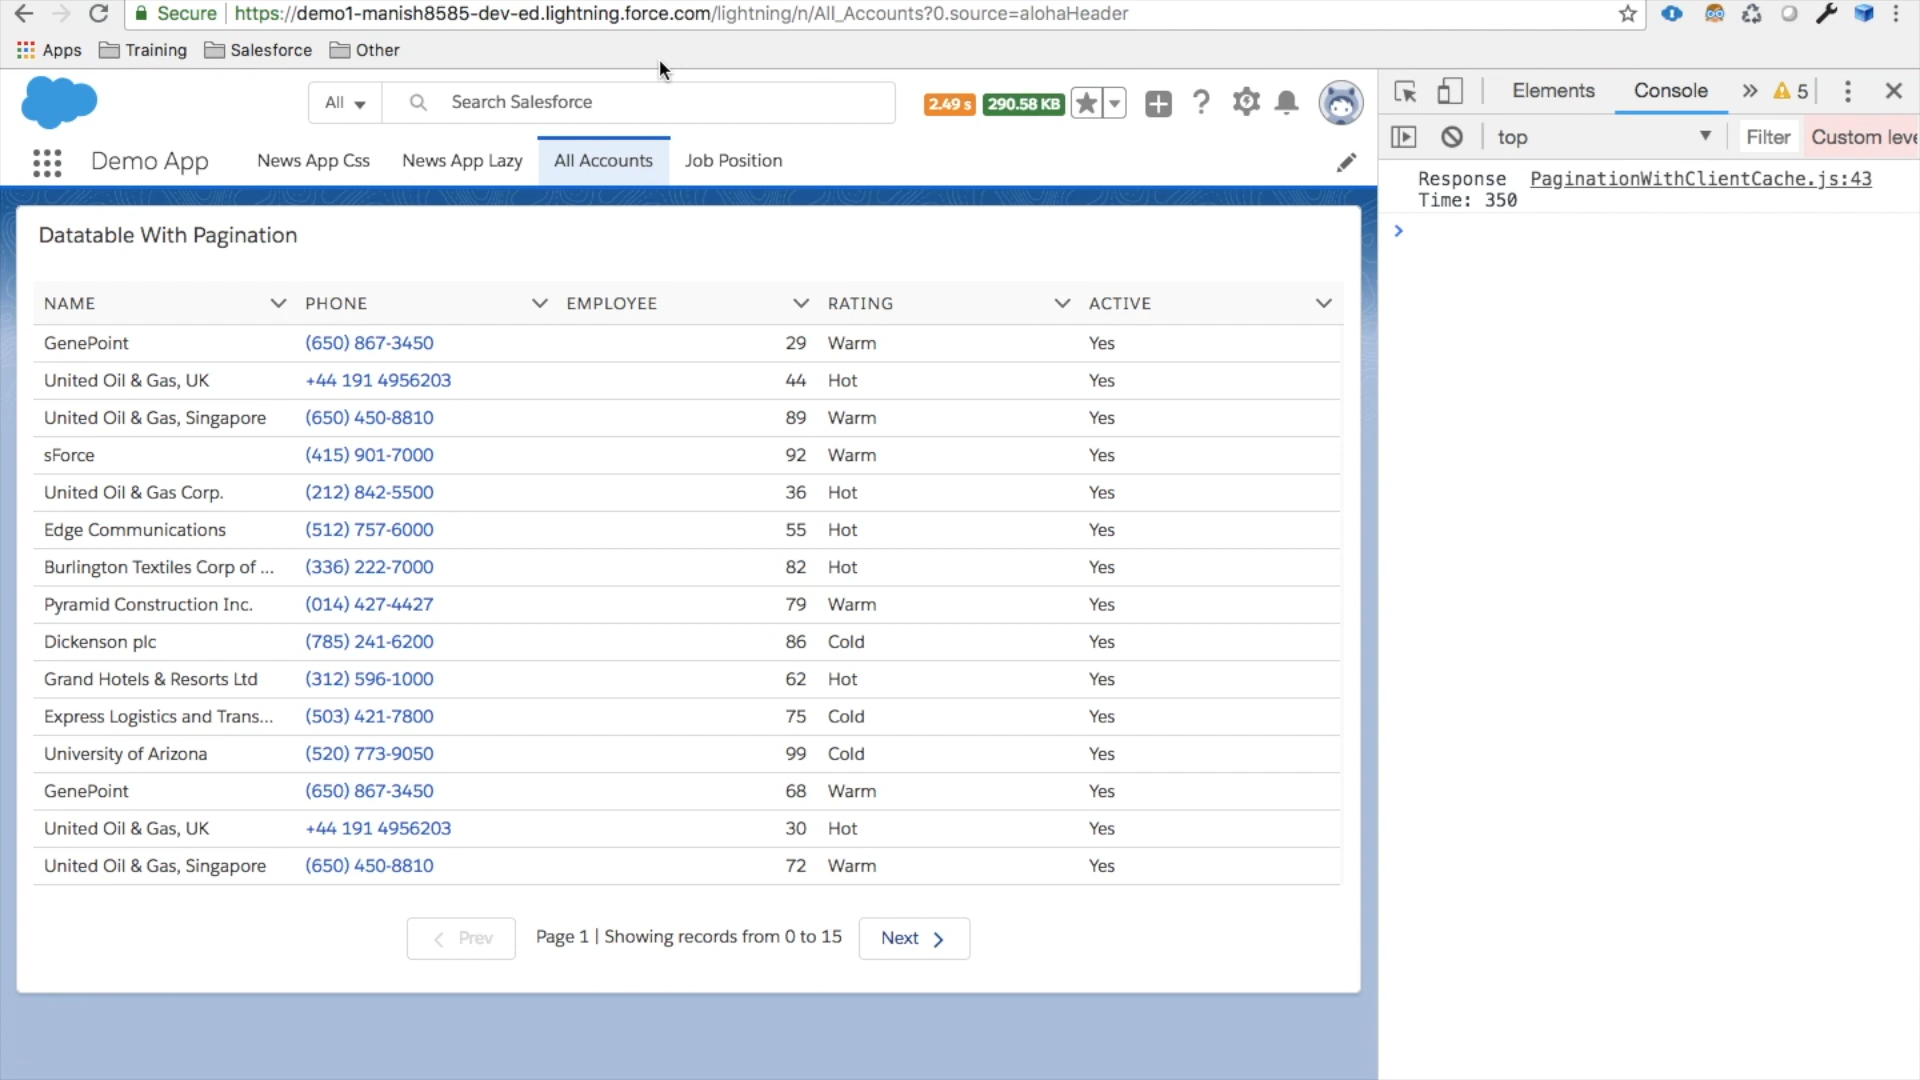 Secure https://demo1-manish8585-dev-ed.lightning.force.com/lightning/n/All_Accounts?0.source=alohaHeader
Apps Training Salesforce Other
All Search Salesforce 2.49 s 290.58 KB
Demo App News App Css News App Lazy All Accounts Job Position
Datatable With Pagination
NAME PHONE EMPLOYEE RATING ACTIVE
GenePoint (650) 867-3450 29 Warm Yes
United Oil & Gas, UK +44 191 4956203 44 Hot Yes
United Oil & Gas, Singapore (650) 450-8810 89 Warm Yes
sForce (415) 901-7000 92 Warm Yes
United Oil & Gas Corp. (212) 842-5500 36 Hot Yes
Edge Communications (512) 757-6000 55 Hot Yes
Burlington Textiles Corp of ... (336) 222-7000 82 Hot Yes
Pyramid Construction Inc. (014) 427-4427 79 Warm Yes
Dickenson plc (785) 241-6200 86 Cold Yes
Grand Hotels & Resorts Ltd (312) 596-1000 62 Hot Yes
Express Logistics and Trans... (503) 421-7800 75 Cold Yes
University of Arizona (520) 773-9050 99 Cold Yes
GenePoint (650) 867-3450 68 Warm Yes
United Oil & Gas, UK +44 191 4956203 30 Hot Yes
United Oil & Gas, Singapore (650) 450-8810 72 Warm Yes
Prev Page 1 | Showing records from 0 to 15 Next
Elements Console 5
top Filter Custom leve
Response PaginationWithClientCache.js:43
Time: 350